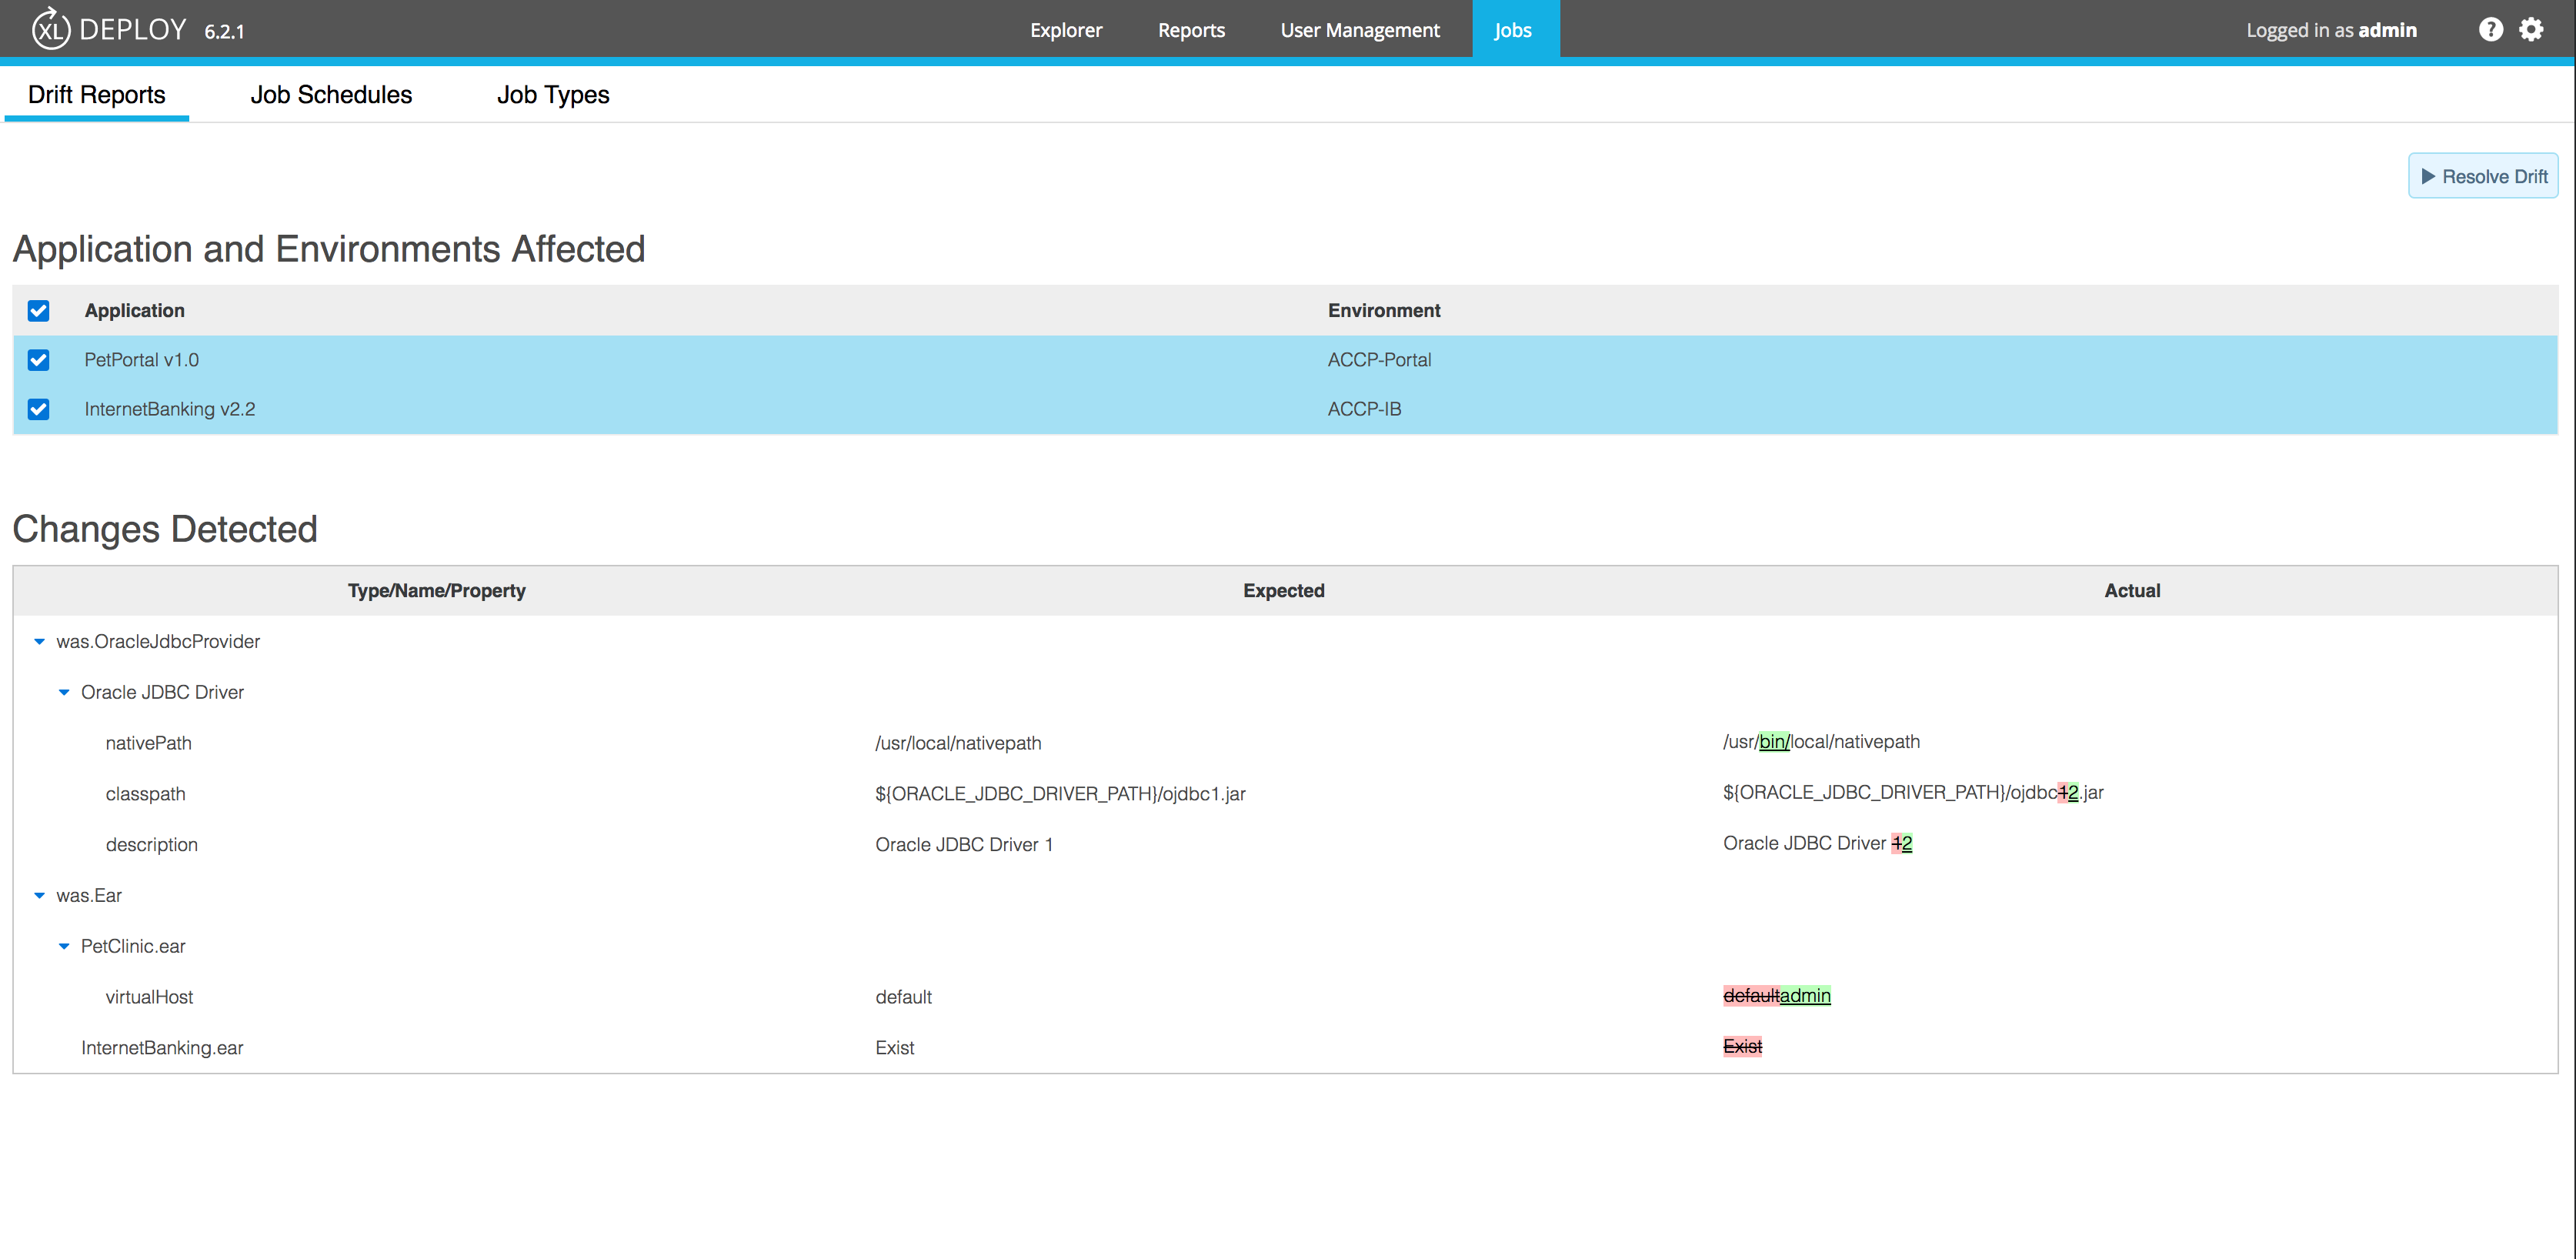 XL DEPLOY 6.2.1 Explorer Reports User Management Jobs Logged in as admin ?
Drift Reports Job Schedules Job Types
Resolve Drift
Application and Environments Affected
Application Environment
PetPortal v1.0 ACCP-Portal
InternetBanking v2.2 ACCP-IB
Changes Detected
Type/Name/Property Expected Actual
was.OracleJdbcProvider
Oracle JDBC Driver
nativePath /usr/local/nativepath /usr/bin/local/nativepath
classpath ${ORACLE_JDBC_DRIVER_PATH}/ojdbc1.jar ${ORACLE_JDBC_DRIVER_PATH}/ojdbc12.jar
description Oracle JDBC Driver 1 Oracle JDBC Driver 12
was.Ear
PetClinic.ear
virtualHost default defaultadmin
InternetBanking.ear Exist Exist